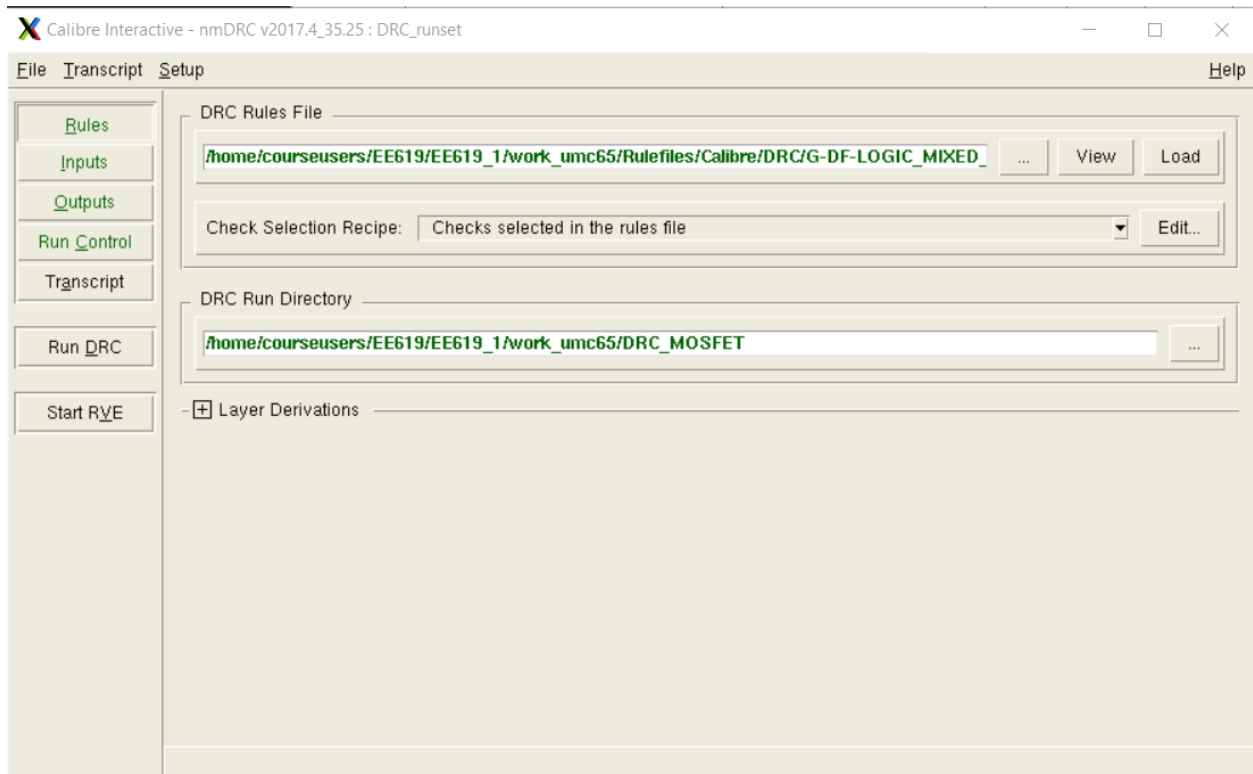 Calibre Interactive - nmDRC v2017.4_35.25 : DRC_runset
File Transcript Setup Help
Rules
Inputs
Outputs
Run Control
Transcript
Run DRC
Start RVE
DRC Rules File
/home/courseusers/EE619/EE619_1/work_umc65/Rulefiles/Calibre/DRC/G-DF-LOGIC_MIXED_ ... View Load
Check Selection Recipe: Checks selected in the rules file Edit...
DRC Run Directory
/home/courseusers/EE619/EE619_1/work_umc65/DRC_MOSFET ...
Layer Derivations